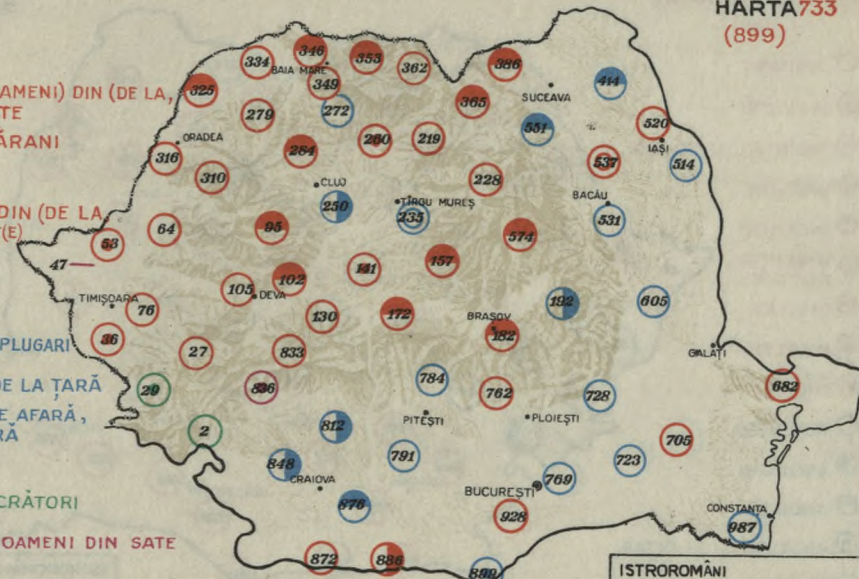 HARTA 733
(899)
AMENI) DIN (DE LA,
TE
ĂRANI
DIN (DE LA
T(E)
PLUGARI
DE LA ȚARĂ
E AFARĂ,
RĂ
CRĂTORI
OAMENI DIN SATE
334
346
BAIA MARE
353
362
386
325
349
272
279
365
SUCEAVA
414
551
520
IAȘI
514
ORADEA
316
310
284
260
219
228
537
BACĂU
531
CLUJ
250
TÎRGU MUREȘ
235
574
53
64
95
47
157
141
102
105
DEVA
TIMIȘOARA
76
36
130
172
BRAȘOV
182
192
605
GALAȚI
27
833
29
836
784
762
728
682
2
812
PITEȘTI
PLOIEȘTI
705
848
791
723
CRAIOVA
876
BUCUREȘTI
769
928
CONSTANȚA
987
872
886
899
ISTROROMÂNI